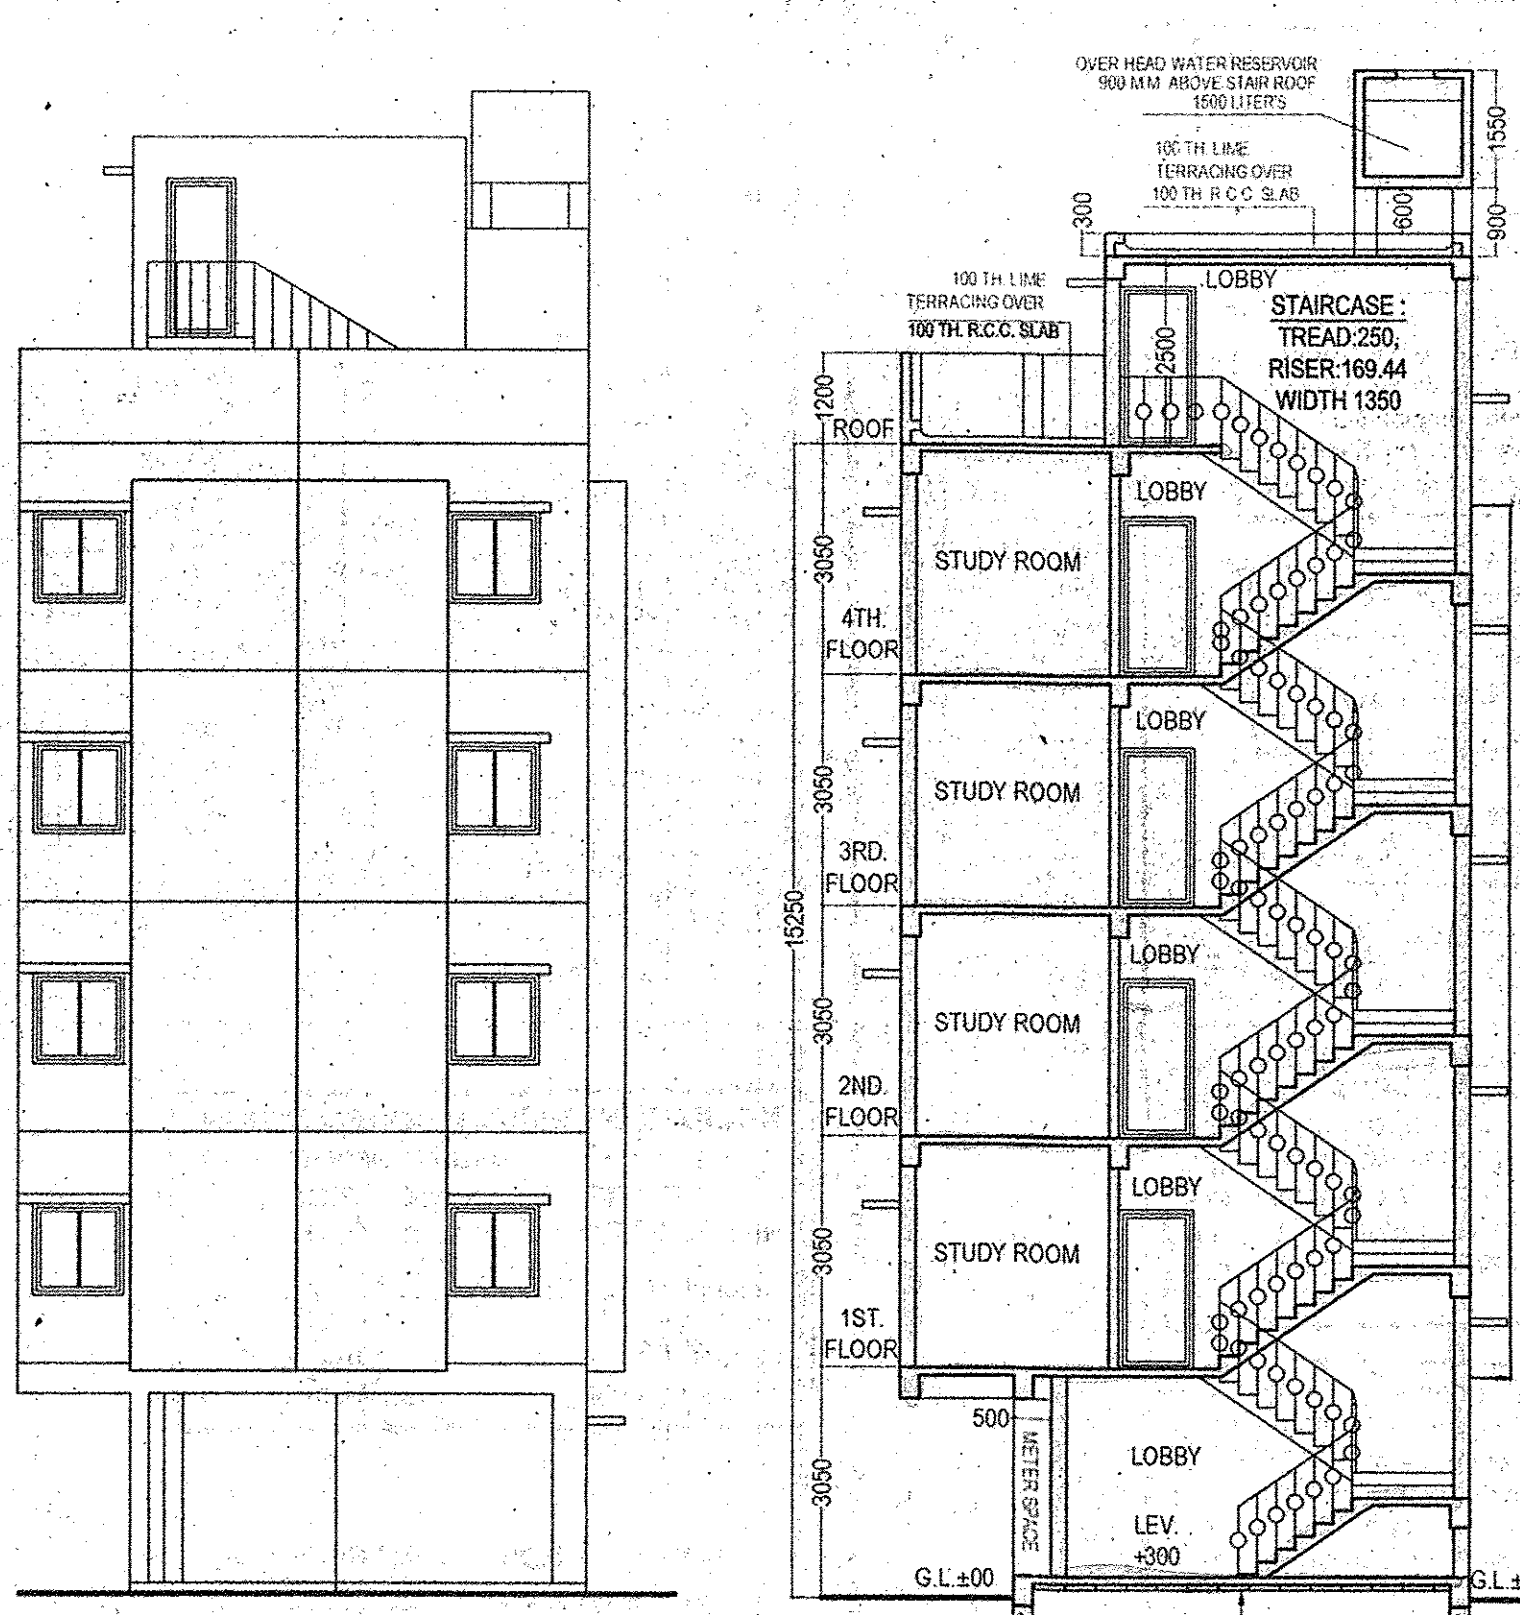 OVER HEAD WATER RESERVOIR
900 M.M. ABOVE STAIR ROOF
1500 LITER'S
1550
100 TH. LIME
TERRACING OVER
100 TH. R.C.C. SLAB
300
600
900
LOBBY
100 TH. LIME
TERRACING OVER
100 TH. R.C.C. SLAB
STAIRCASE :
TREAD:250,
RISER:169.44
WIDTH 1350
2500
1200
ROOF
LOBBY
STUDY ROOM
3050
4TH.
FLOOR
LOBBY
STUDY ROOM
3050
3RD.
FLOOR
15250
LOBBY
STUDY ROOM
3050
2ND.
FLOOR
LOBBY
STUDY ROOM
3050
1ST.
FLOOR
500
METER SPACE
LOBBY
3050
LEV.
+300
G.L.±00
G.L.±